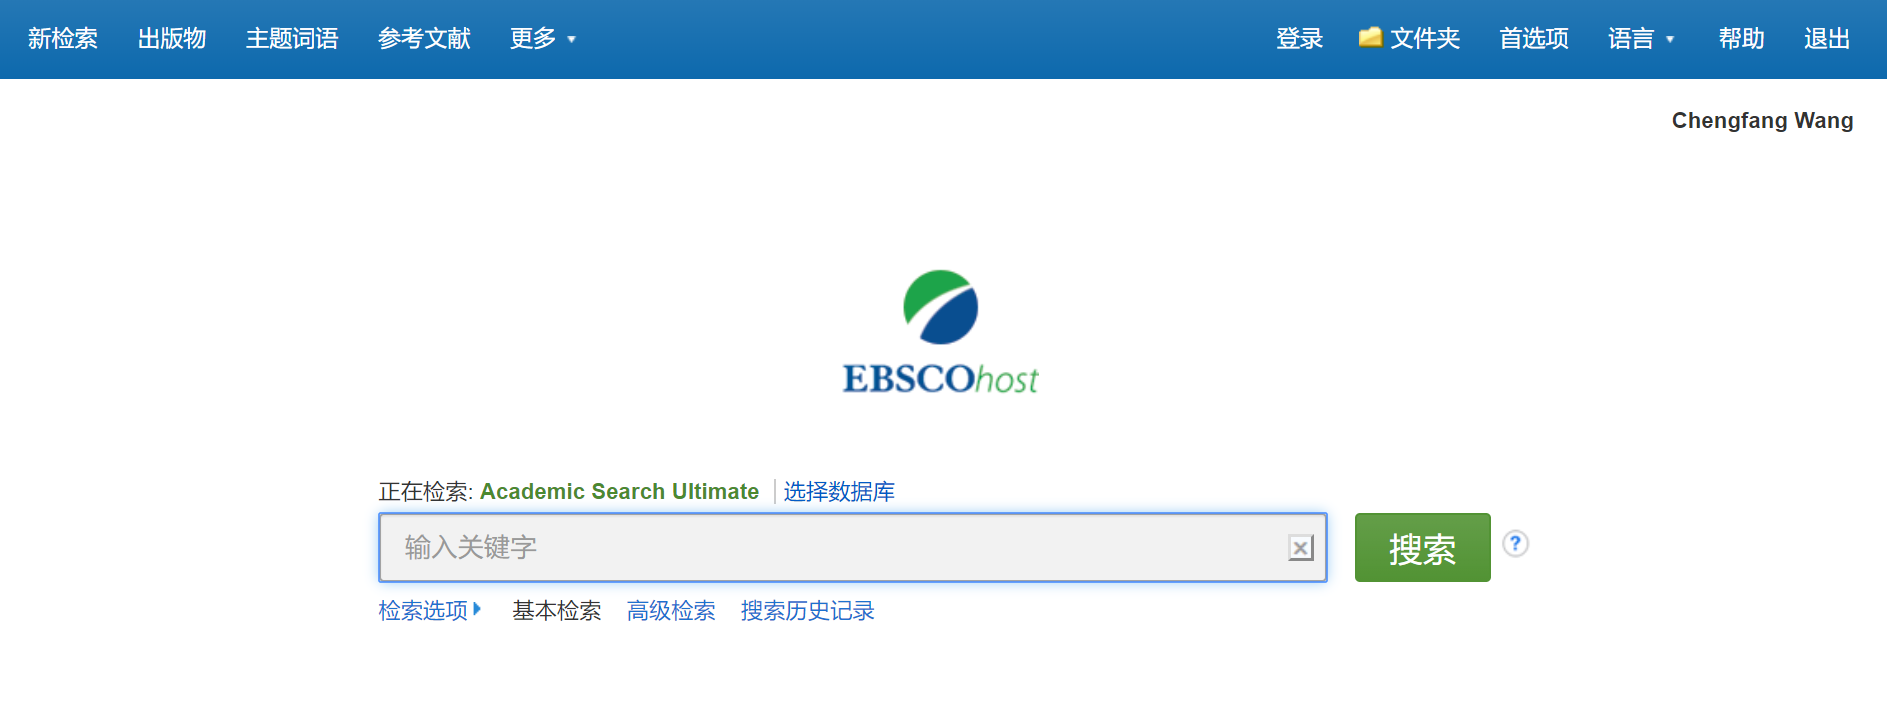 新检索 出版物 主题词语 参考文献 更多 登录 文件夹 首选项 语言 帮助 退出
Chengfang Wang
EBSCOhost
正在检索: Academic Search Ultimate 选择数据库
输入关键字 搜索 ?
检索选项 基本检索 高级检索 搜索历史记录